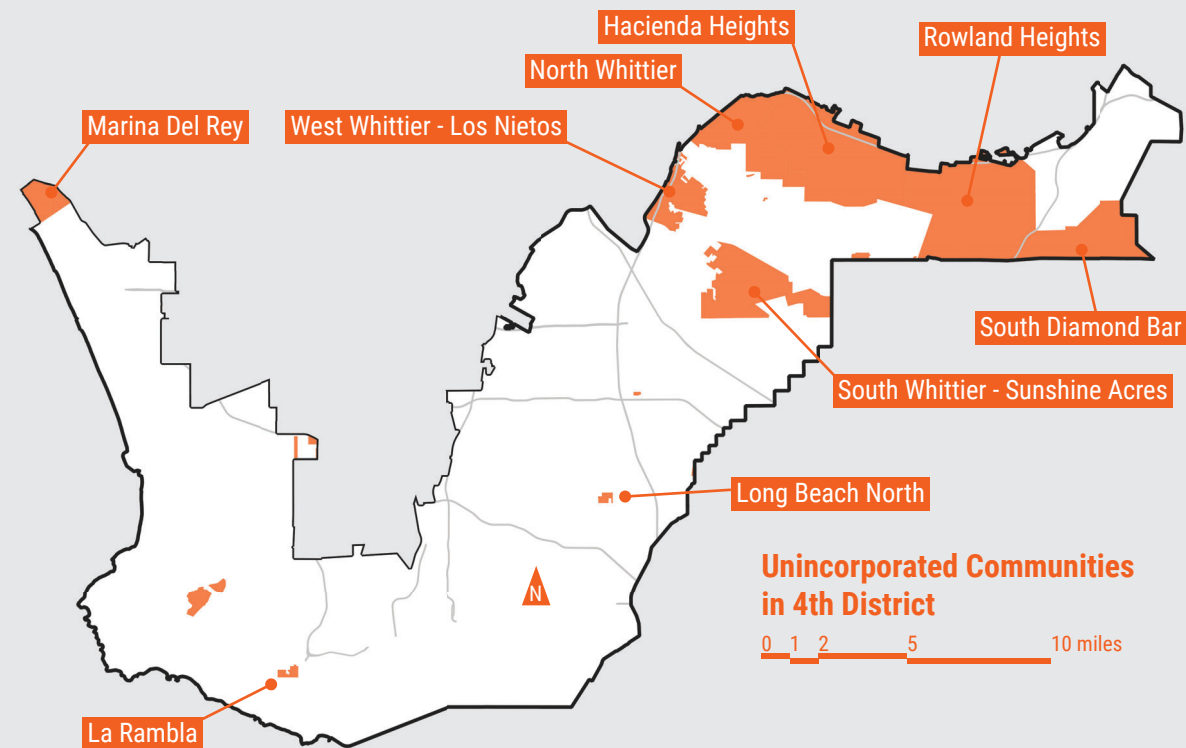 Hacienda Heights
Rowland Heights
North Whittier
Marina Del Rey
West Whittier - Los Nietos
South Diamond Bar
South Whittier - Sunshine Acres
Long Beach North
Unincorporated Communities
in 4th District
N
0 1 2 5 10 miles
La Rambla